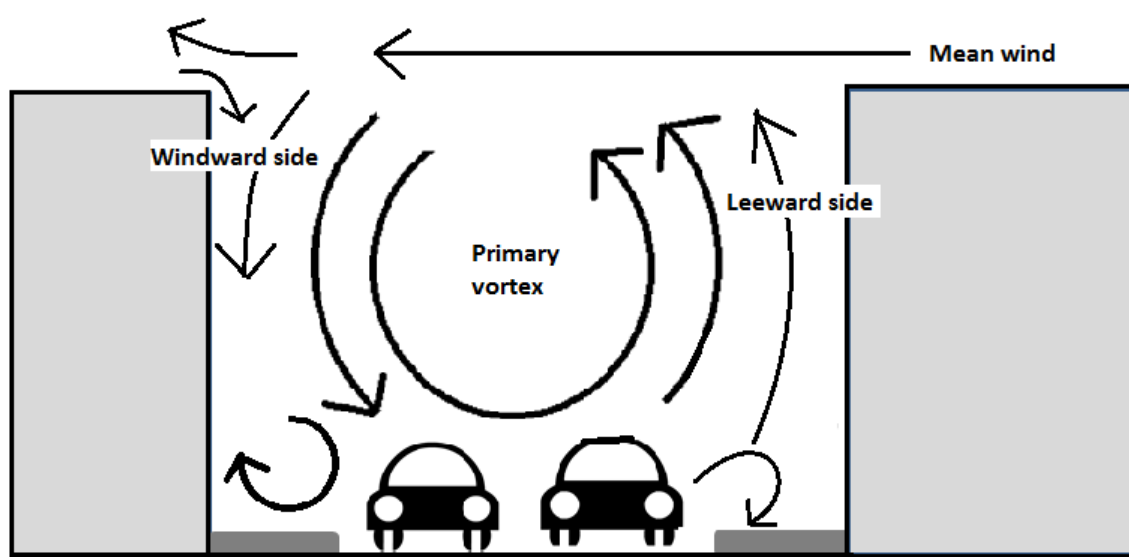 Mean wind
Windward side
Leeward side
Primary
vortex